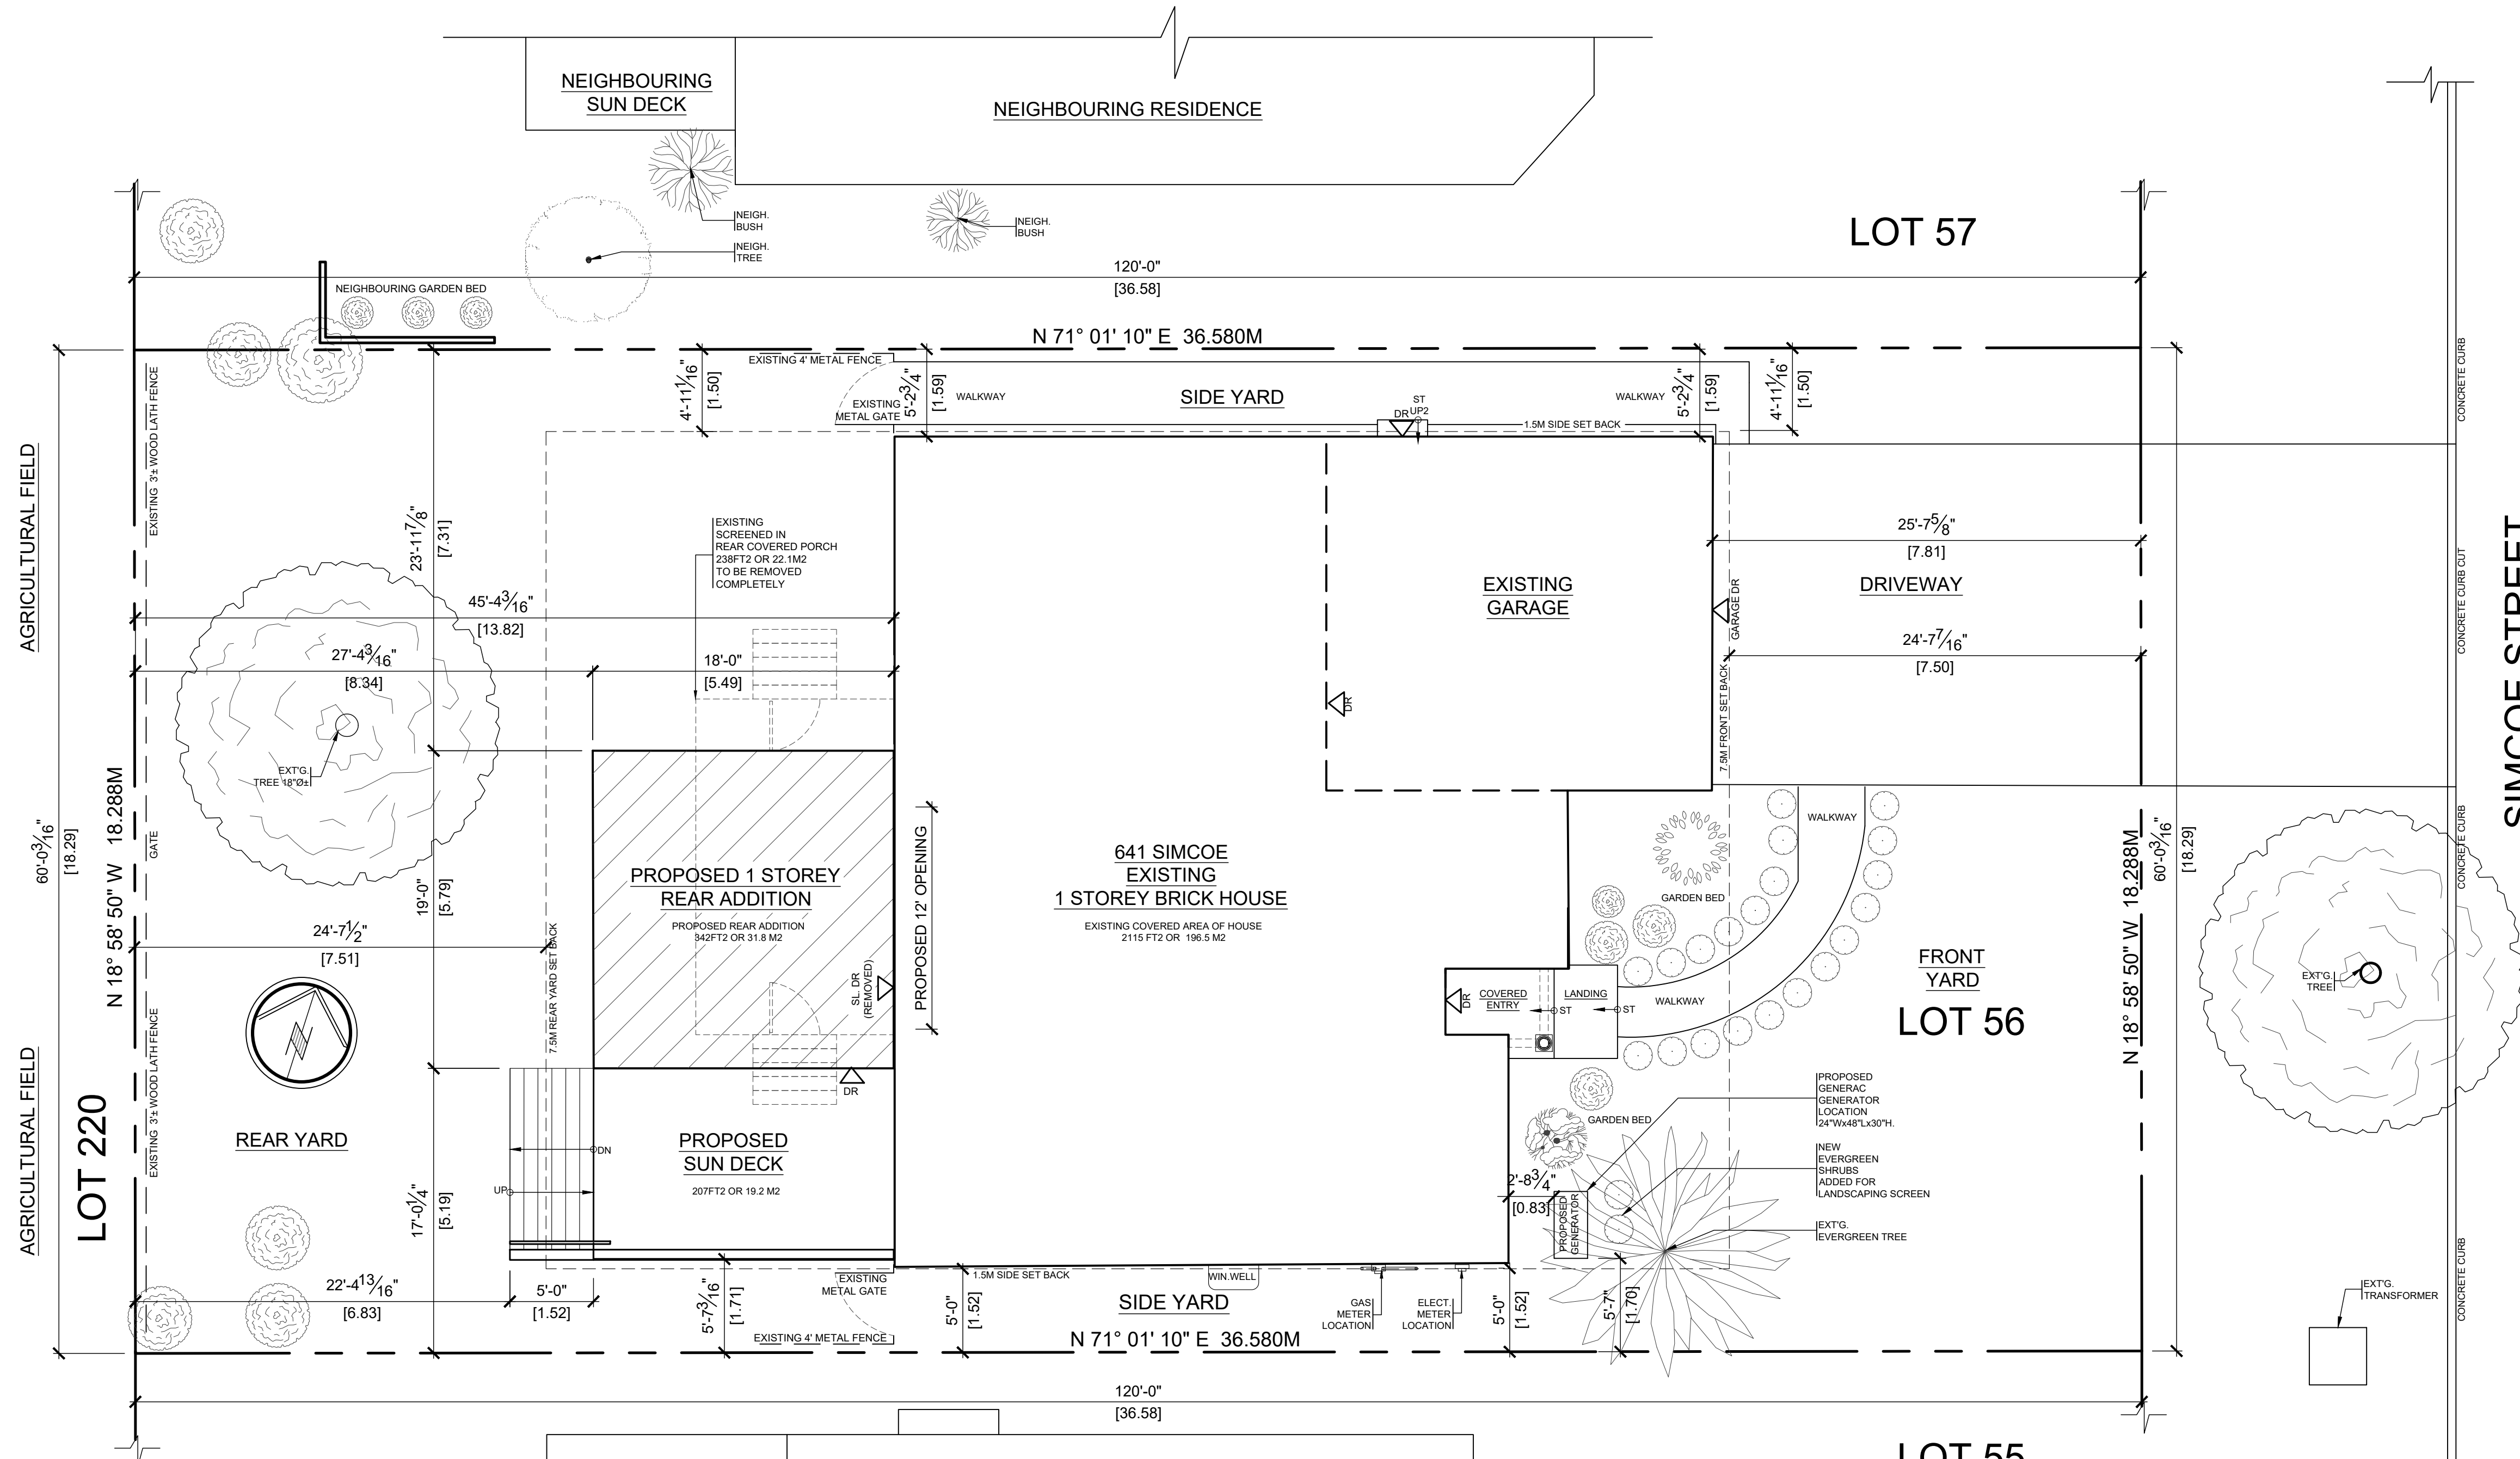 NEIGHBOURING
SUN DECK
NEIGHBOURING RESIDENCE
NEIGH.
BUSH
NEIGH.
TREE
NEIGH.
BUSH
LOT 57
120'-0"
[36.58]
NEIGHBOURING GARDEN BED
N 71° 01' 10" E  36.580M
EXISTING 4' METAL FENCE
EXISTING
METAL GATE
4'-11 1⁄16"
[1.50]
5'-2 3⁄4"
[1.59]
WALKWAY
SIDE YARD
ST
UP2
DR
WALKWAY
1.5M SIDE SET BACK
5'-2 3⁄4"
[1.59]
4'-11 1⁄16"
[1.50]
CONCRETE CURB
EXISTING  3'± WOOD LATH FENCE
AGRICULTURAL FIELD
23'-11 7⁄8"
[7.31]
EXISTING
SCREENED IN
REAR COVERED PORCH
238FT2 OR 22.1M2
TO BE REMOVED
COMPLETELY
45'-4 3⁄16"
[13.82]
27'-4 3⁄16"
[8.34]
18'-0"
[5.49]
EXISTING
GARAGE
DR
GARAGE DR
25'-7 5⁄8"
[7.81]
DRIVEWAY
24'-7 7⁄16"
[7.50]
7.5M FRONT SET BACK
CONCRETE CURB CUT
SIMCOE STREET
EXT'G.
TREE 18"Ø±
60'-0 3⁄16"
[18.29]
N 18° 58' 50" W   18.288M
GATE
19'-0"
[5.79]
PROPOSED 1 STOREY
REAR ADDITION
PROPOSED REAR ADDITION
342FT2 OR 31.8 M2
PROPOSED 12' OPENING
641 SIMCOE
EXISTING
1 STOREY BRICK HOUSE
EXISTING COVERED AREA OF HOUSE
2115 FT2 OR  196.5 M2
WALKWAY
GARDEN BED
N 18° 58' 50" W  18.288M
60'-0 3⁄16"
[18.29]
CONCRETE CURB
24'-7 1⁄2"
[7.51]
7.5M REAR YARD SET BACK
SL. DR
(REMOVED)
DR
COVERED
ENTRY
LANDING
ST
ST
WALKWAY
FRONT
YARD
LOT 56
EXT'G.
TREE
AGRICULTURAL FIELD
LOT 220
EXISTING  3'± WOOD LATH FENCE
REAR YARD
DR
DN
UP
PROPOSED
SUN DECK
207FT2 OR 19.2 M2
17'-0 1⁄4"
[5.19]
PROPOSED
GENERAC
GENERATOR
LOCATION
24"Wx48"Lx30"H.
GARDEN BED
NEW
EVERGREEN
SHRUBS
ADDED FOR
LANDSCAPING SCREEN
2'-8 3⁄4"
[0.83]
PROPOSED
GENERATOR
EXT'G.
EVERGREEN TREE
22'-4 13⁄16"
[6.83]
5'-0"
[1.52]
5'-7 3⁄16"
[1.71]
EXISTING
METAL GATE
EXISTING 4' METAL FENCE
1.5M SIDE SET BACK
5'-0"
[1.52]
SIDE YARD
WIN.WELL
GAS
METER
LOCATION
ELECT.
METER
LOCATION
5'-0"
[1.52]
5'-7"
[1.70]
N 71° 01' 10" E  36.580M
EXT'G.
TRANSFORMER
CONCRETE CURB
120'-0"
[36.58]
LOT 55